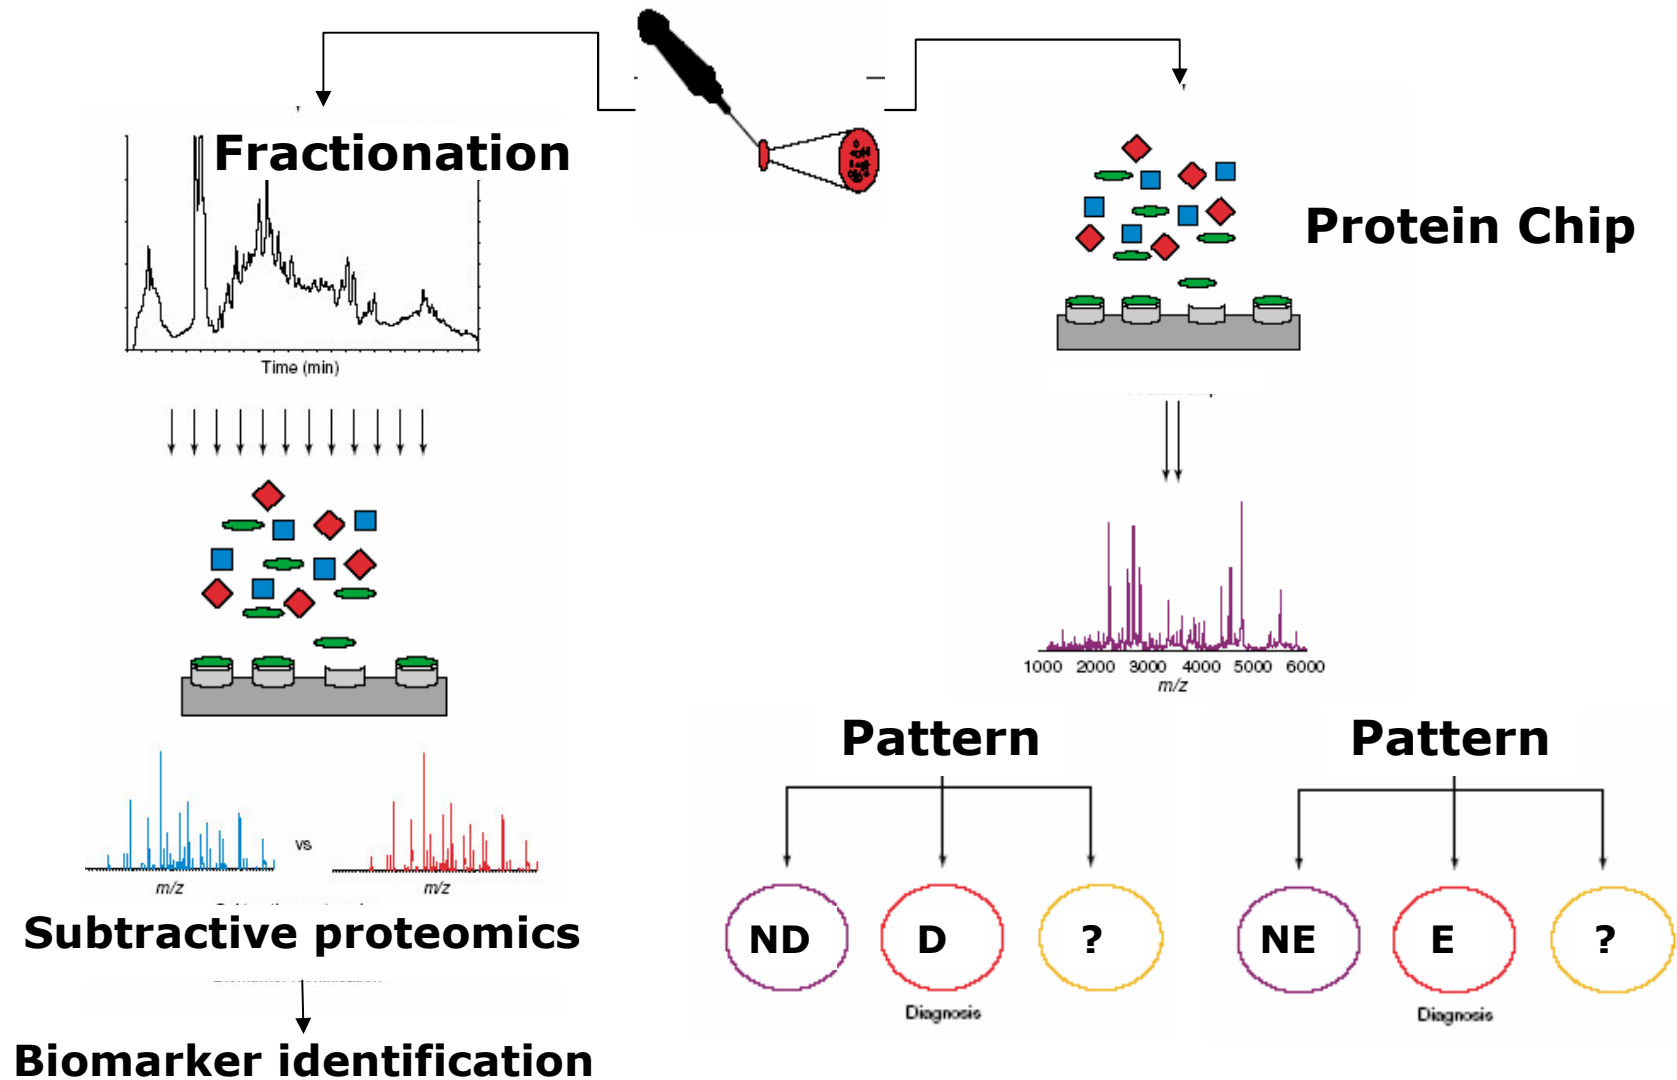 Fractionation
Time (min)
vs
m/z
m/z
Subtractive proteomics
Biomarker identification
Protein Chip
1000 2000 3000 4000 5000 6000
m/z
Pattern
ND D ?
Diagnosis
Pattern
NE E ?
Diagnosis